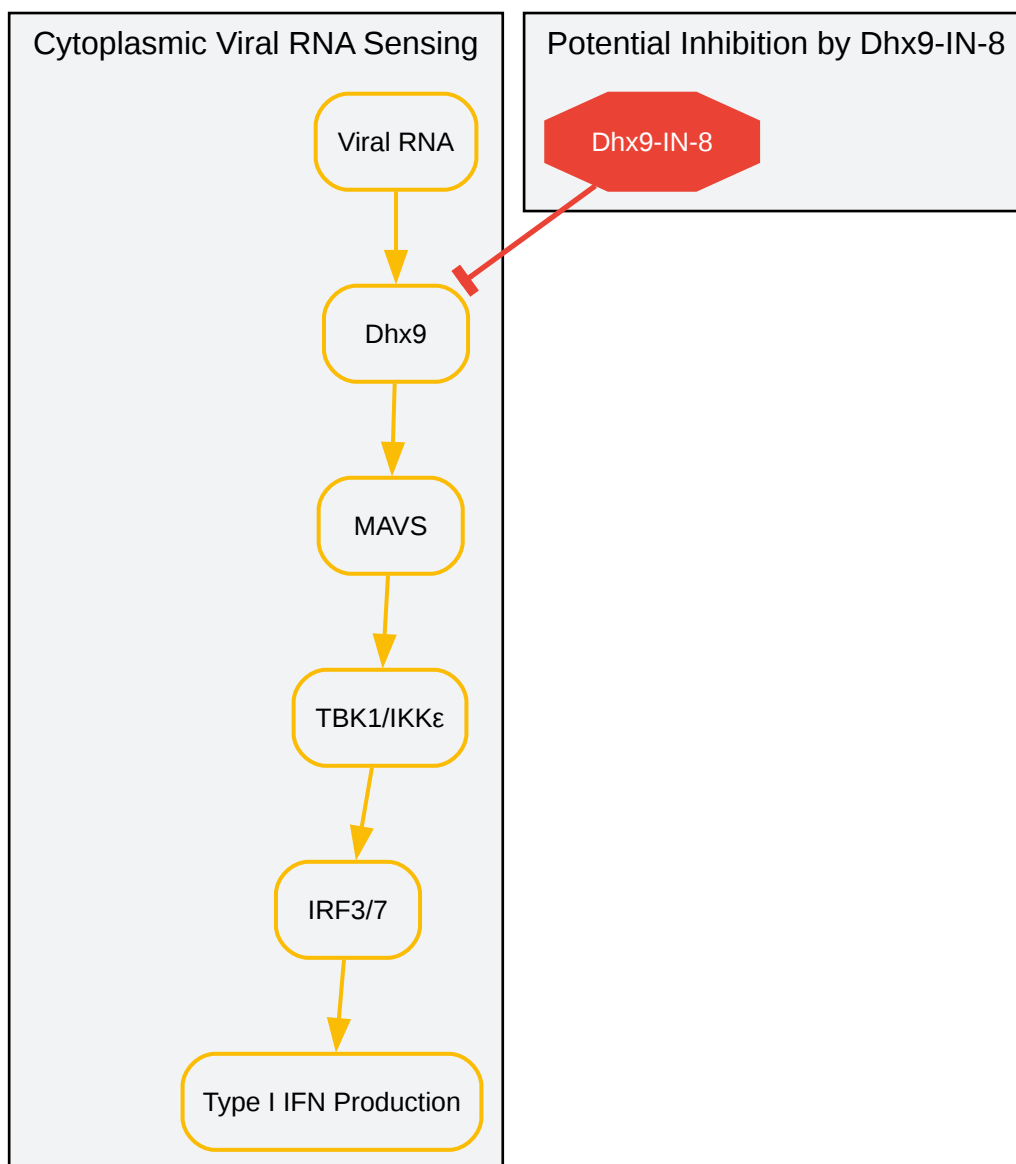 Cytoplasmic Viral RNA Sensing
Potential Inhibition by Dhx9-IN-8
Viral RNA
Dhx9-IN-8
Dhx9
MAVS
TBK1/IKKε
IRF3/7
Type I IFN Production